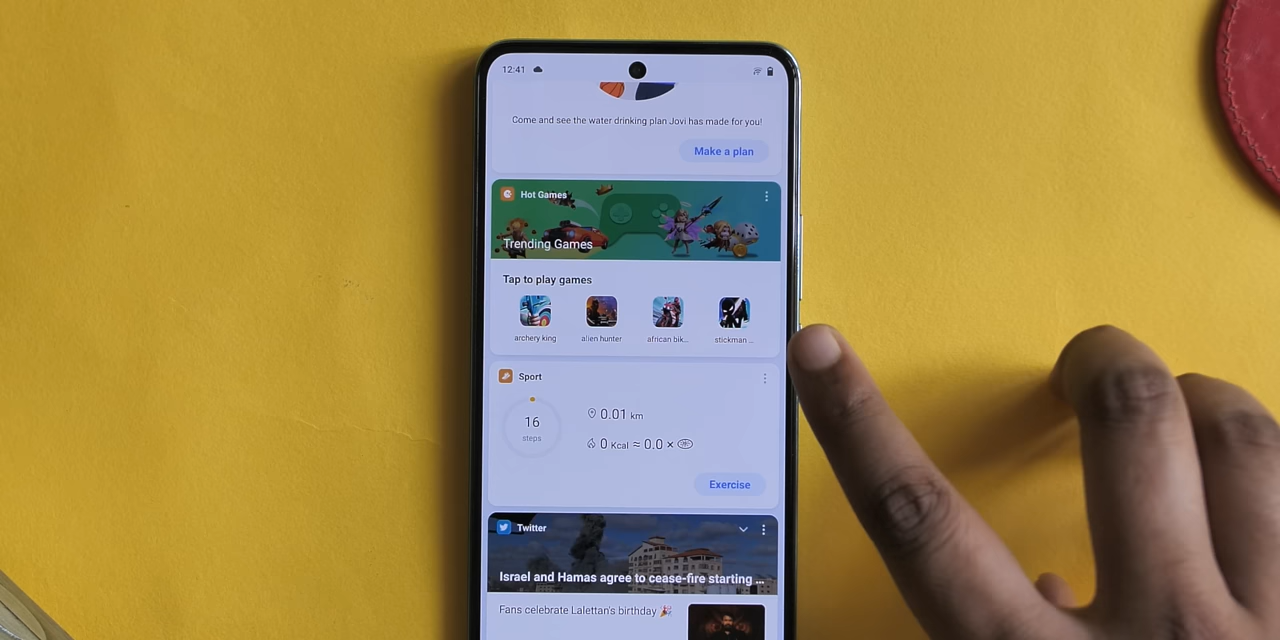 12:41
Come and see the water drinking plan Jovi has made for you!
Make a plan
Hot Games
Trending Games
Tap to play games
archery king
alien hunter
african bik...
stickman ...
Sport
16
steps
0.01 km
0 Kcal ≈ 0.0 ×
Exercise
Twitter
Israel and Hamas agree to cease-fire starting ...
Fans celebrate Lalettan's birthday 🎉